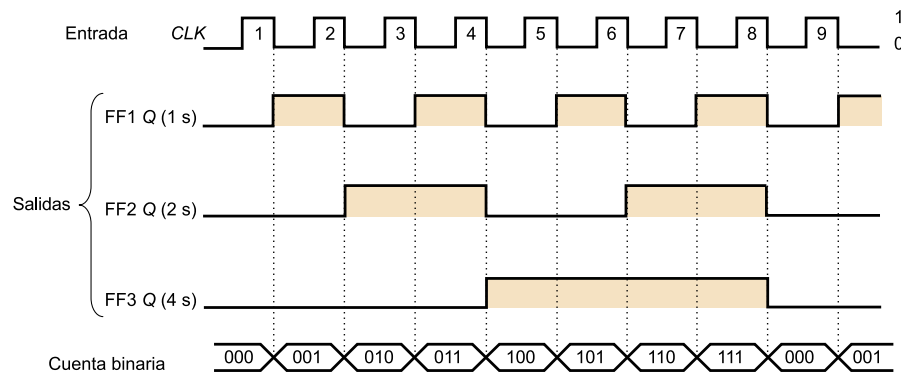 Entrada CLK 1 2 3 4 5 6 7 8 9 1
0
FF1 Q (1 s)
Salidas
FF2 Q (2 s)
FF3 Q (4 s)
Cuenta binaria 000 001 010 011 100 101 110 111 000 001